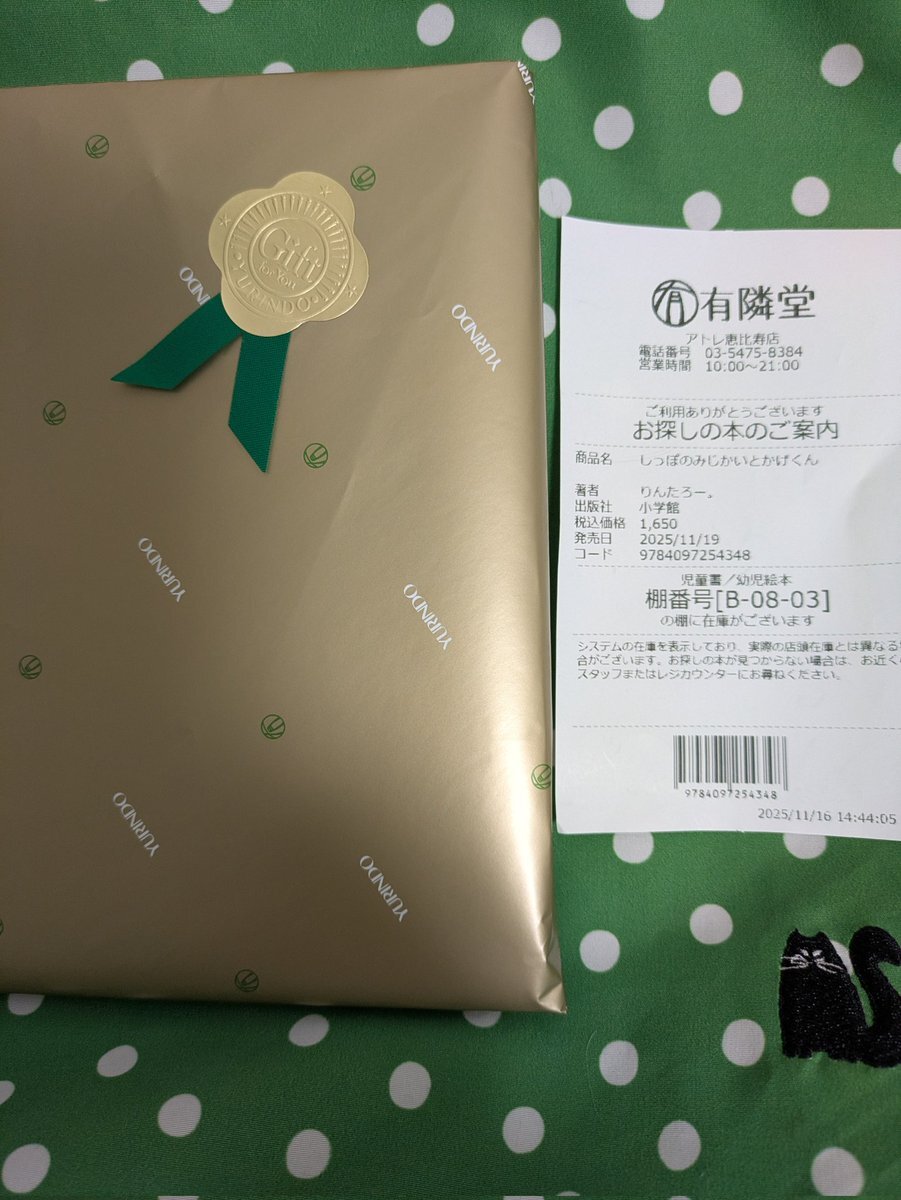 Gift
for You
YURINDO
YURINDO
YURINDO
YURINDO
YURINDO
YURINDO
YURINDO
有隣堂
アトレ恵比寿店
電話番号 03-5475-8384
営業時間 10:00～21:00
ご利用ありがとうございます
お探しの本のご案内
商品名 しっぽのみじかいとかげくん
著者 りんたろー。
出版社 小学館
税込価格 1,650
発売日 2025/11/19
コード 9784097254348
児童書／幼児絵本
棚番号[B-08-03]
の棚に在庫がございます
システムの在庫を表示しており、実際の店頭在庫とは異なる
合がございます。お探しの本が見つからない場合は、お近く
スタッフまたはレジカウンターにお尋ねください。
9784097254348
2025/11/16 14:44:05